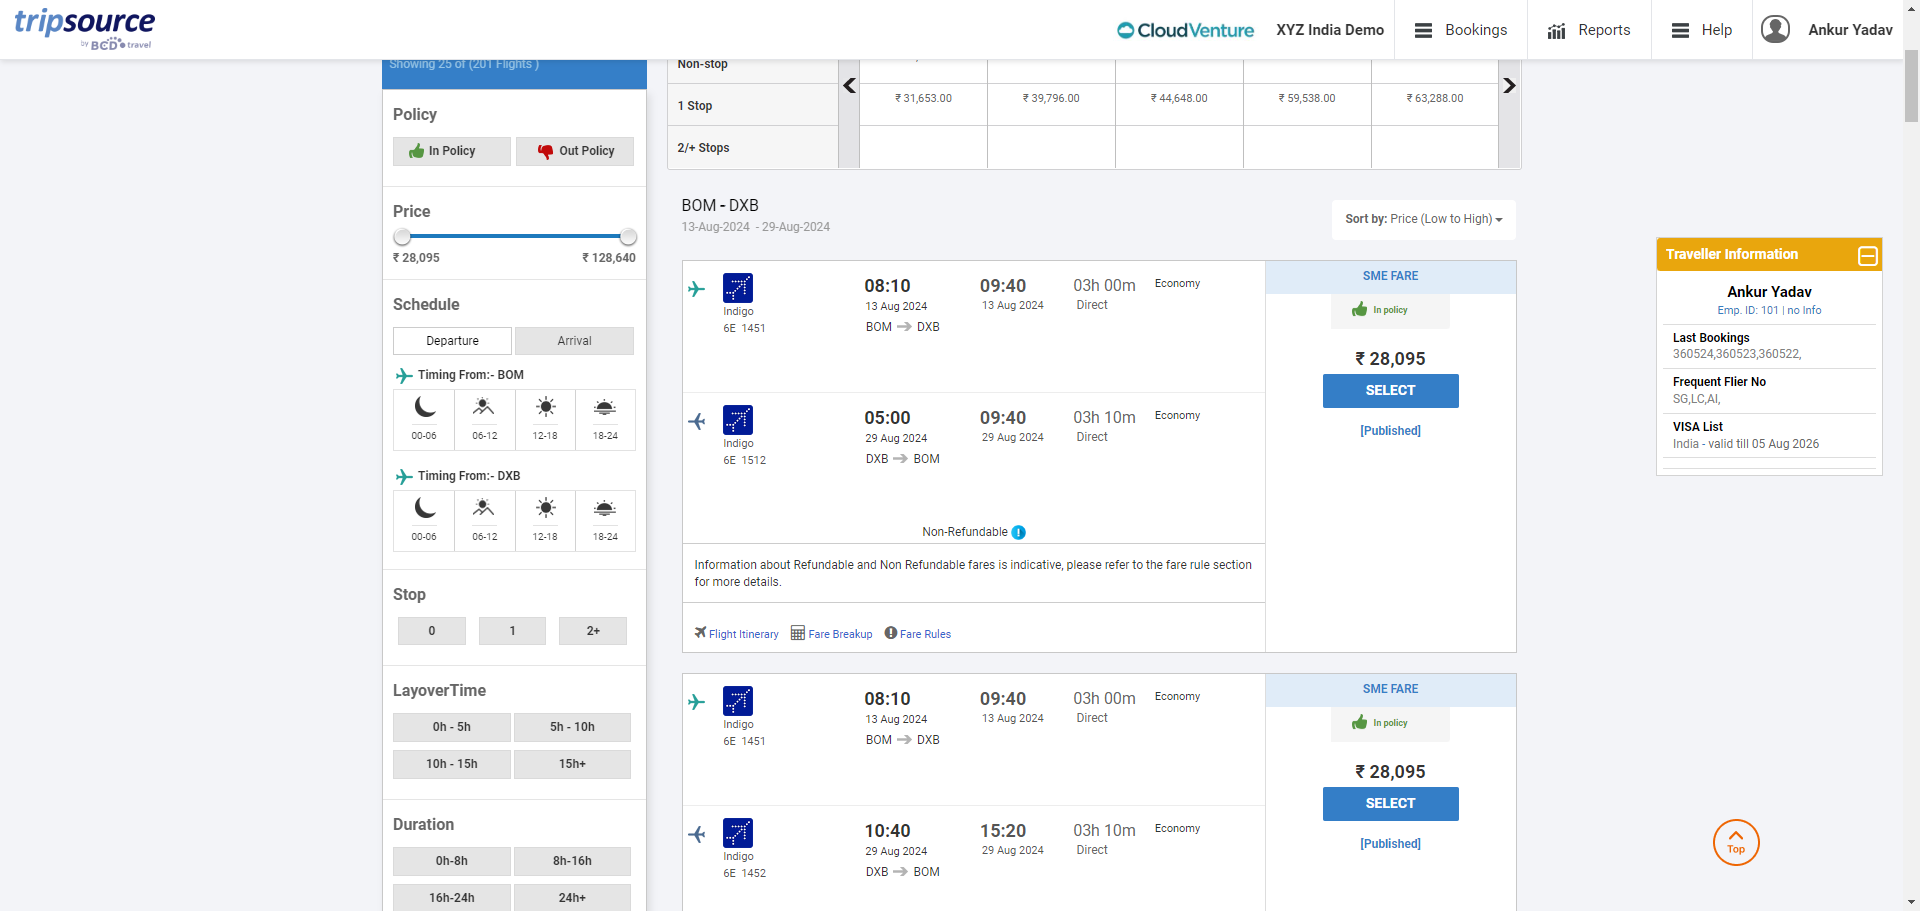 tripsource
by BCD travel
CloudVenture
XYZ India Demo
Bookings
Reports
Help
Ankur Yadav
Showing 25 of (201 Flights )
Policy
In Policy
Out Policy
Price
₹ 28,095
₹ 128,640
Schedule
Departure
Arrival
Timing From:- BOM
00-06
06-12
12-18
18-24
Timing From:- DXB
00-06
06-12
12-18
18-24
Stop
0
1
2+
LayoverTime
0h - 5h
5h - 10h
10h - 15h
15h+
Duration
0h-8h
8h-16h
16h-24h
24h+
Non-stop
1 Stop
₹ 31,653.00
₹ 39,796.00
₹ 44,648.00
₹ 59,538.00
₹ 63,288.00
2/+ Stops
BOM - DXB
13-Aug-2024 - 29-Aug-2024
Sort by: Price (Low to High)
Indigo
6E 1451
08:10
13 Aug 2024
BOM DXB
09:40
13 Aug 2024
03h 00m
Direct
Economy
Indigo
6E 1512
05:00
29 Aug 2024
DXB BOM
09:40
29 Aug 2024
03h 10m
Direct
Economy
Non-Refundable
Information about Refundable and Non Refundable fares is indicative, please refer to the fare rule section
for more details.
Flight Itinerary
Fare Breakup
Fare Rules
SME FARE
In policy
₹ 28,095
SELECT
[Published]
Indigo
6E 1451
08:10
13 Aug 2024
BOM DXB
09:40
13 Aug 2024
03h 00m
Direct
Economy
Indigo
6E 1452
10:40
29 Aug 2024
DXB BOM
15:20
29 Aug 2024
03h 10m
Direct
Economy
SME FARE
In policy
₹ 28,095
SELECT
[Published]
Traveller Information
Ankur Yadav
Emp. ID: 101 | no Info
Last Bookings
360524,360523,360522,
Frequent Flier No
SG,LC,AI,
VISA List
India - valid till 05 Aug 2026
Top